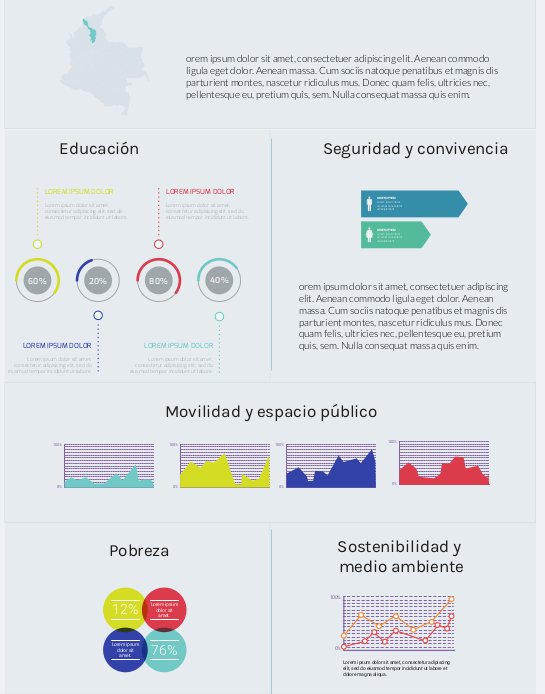 orem ipsum dolor sit amet, consectetuer adipiscing elit. Aenean commodo
ligula eget dolor. Aenean massa. Cum sociis natoque penatibus et magnis dis
parturient montes, nascetur ridiculus mus. Donec quam felis, ultricies nec,
pellentesque eu, pretium quis, sem. Nulla consequat massa quis enim.
Educación
LOREM IPSUM DOLOR
Lorem ipsum dolor sit amet,
consectetur adipiscing elit, sed do
eiusmod tempor incididunt ut labore
LOREM IPSUM DOLOR
Lorem ipsum dolor sit amet,
consectetur adipiscing elit, sed do
eiusmod tempor incididunt ut labore
60%
20%
80%
40%
LOREM IPSUM DOLOR
Lorem ipsum dolor sit amet,
consectetur adipiscing elit, sed do
eiusmod tempor incididunt ut labore
LOREM IPSUM DOLOR
Lorem ipsum dolor sit amet,
consectetur adipiscing elit, sed do
eiusmod tempor incididunt ut labore
Seguridad y convivencia
orem ipsum dolor sit amet, consectetuer adipiscing
elit. Aenean commodo ligula eget dolor. Aenean
massa. Cum sociis natoque penatibus et magnis dis
parturient montes, nascetur ridiculus mus. Donec
quam felis, ultricies nec, pellentesque eu, pretium
quis, sem. Nulla consequat massa quis enim.
Movilidad y espacio público
100%
0%
100%
0%
100%
0%
100%
0%
Pobreza
12%
Lorem ipsum
dolor sit
amet
Lorem ipsum
dolor sit
amet
76%
Sostenibilidad y
medio ambiente
100%
0%
Lorem ipsum dolor sit amet, consectetur adipiscing
elit, sed do eiusmod tempor incididunt ut labore et
dolore magna aliqua.